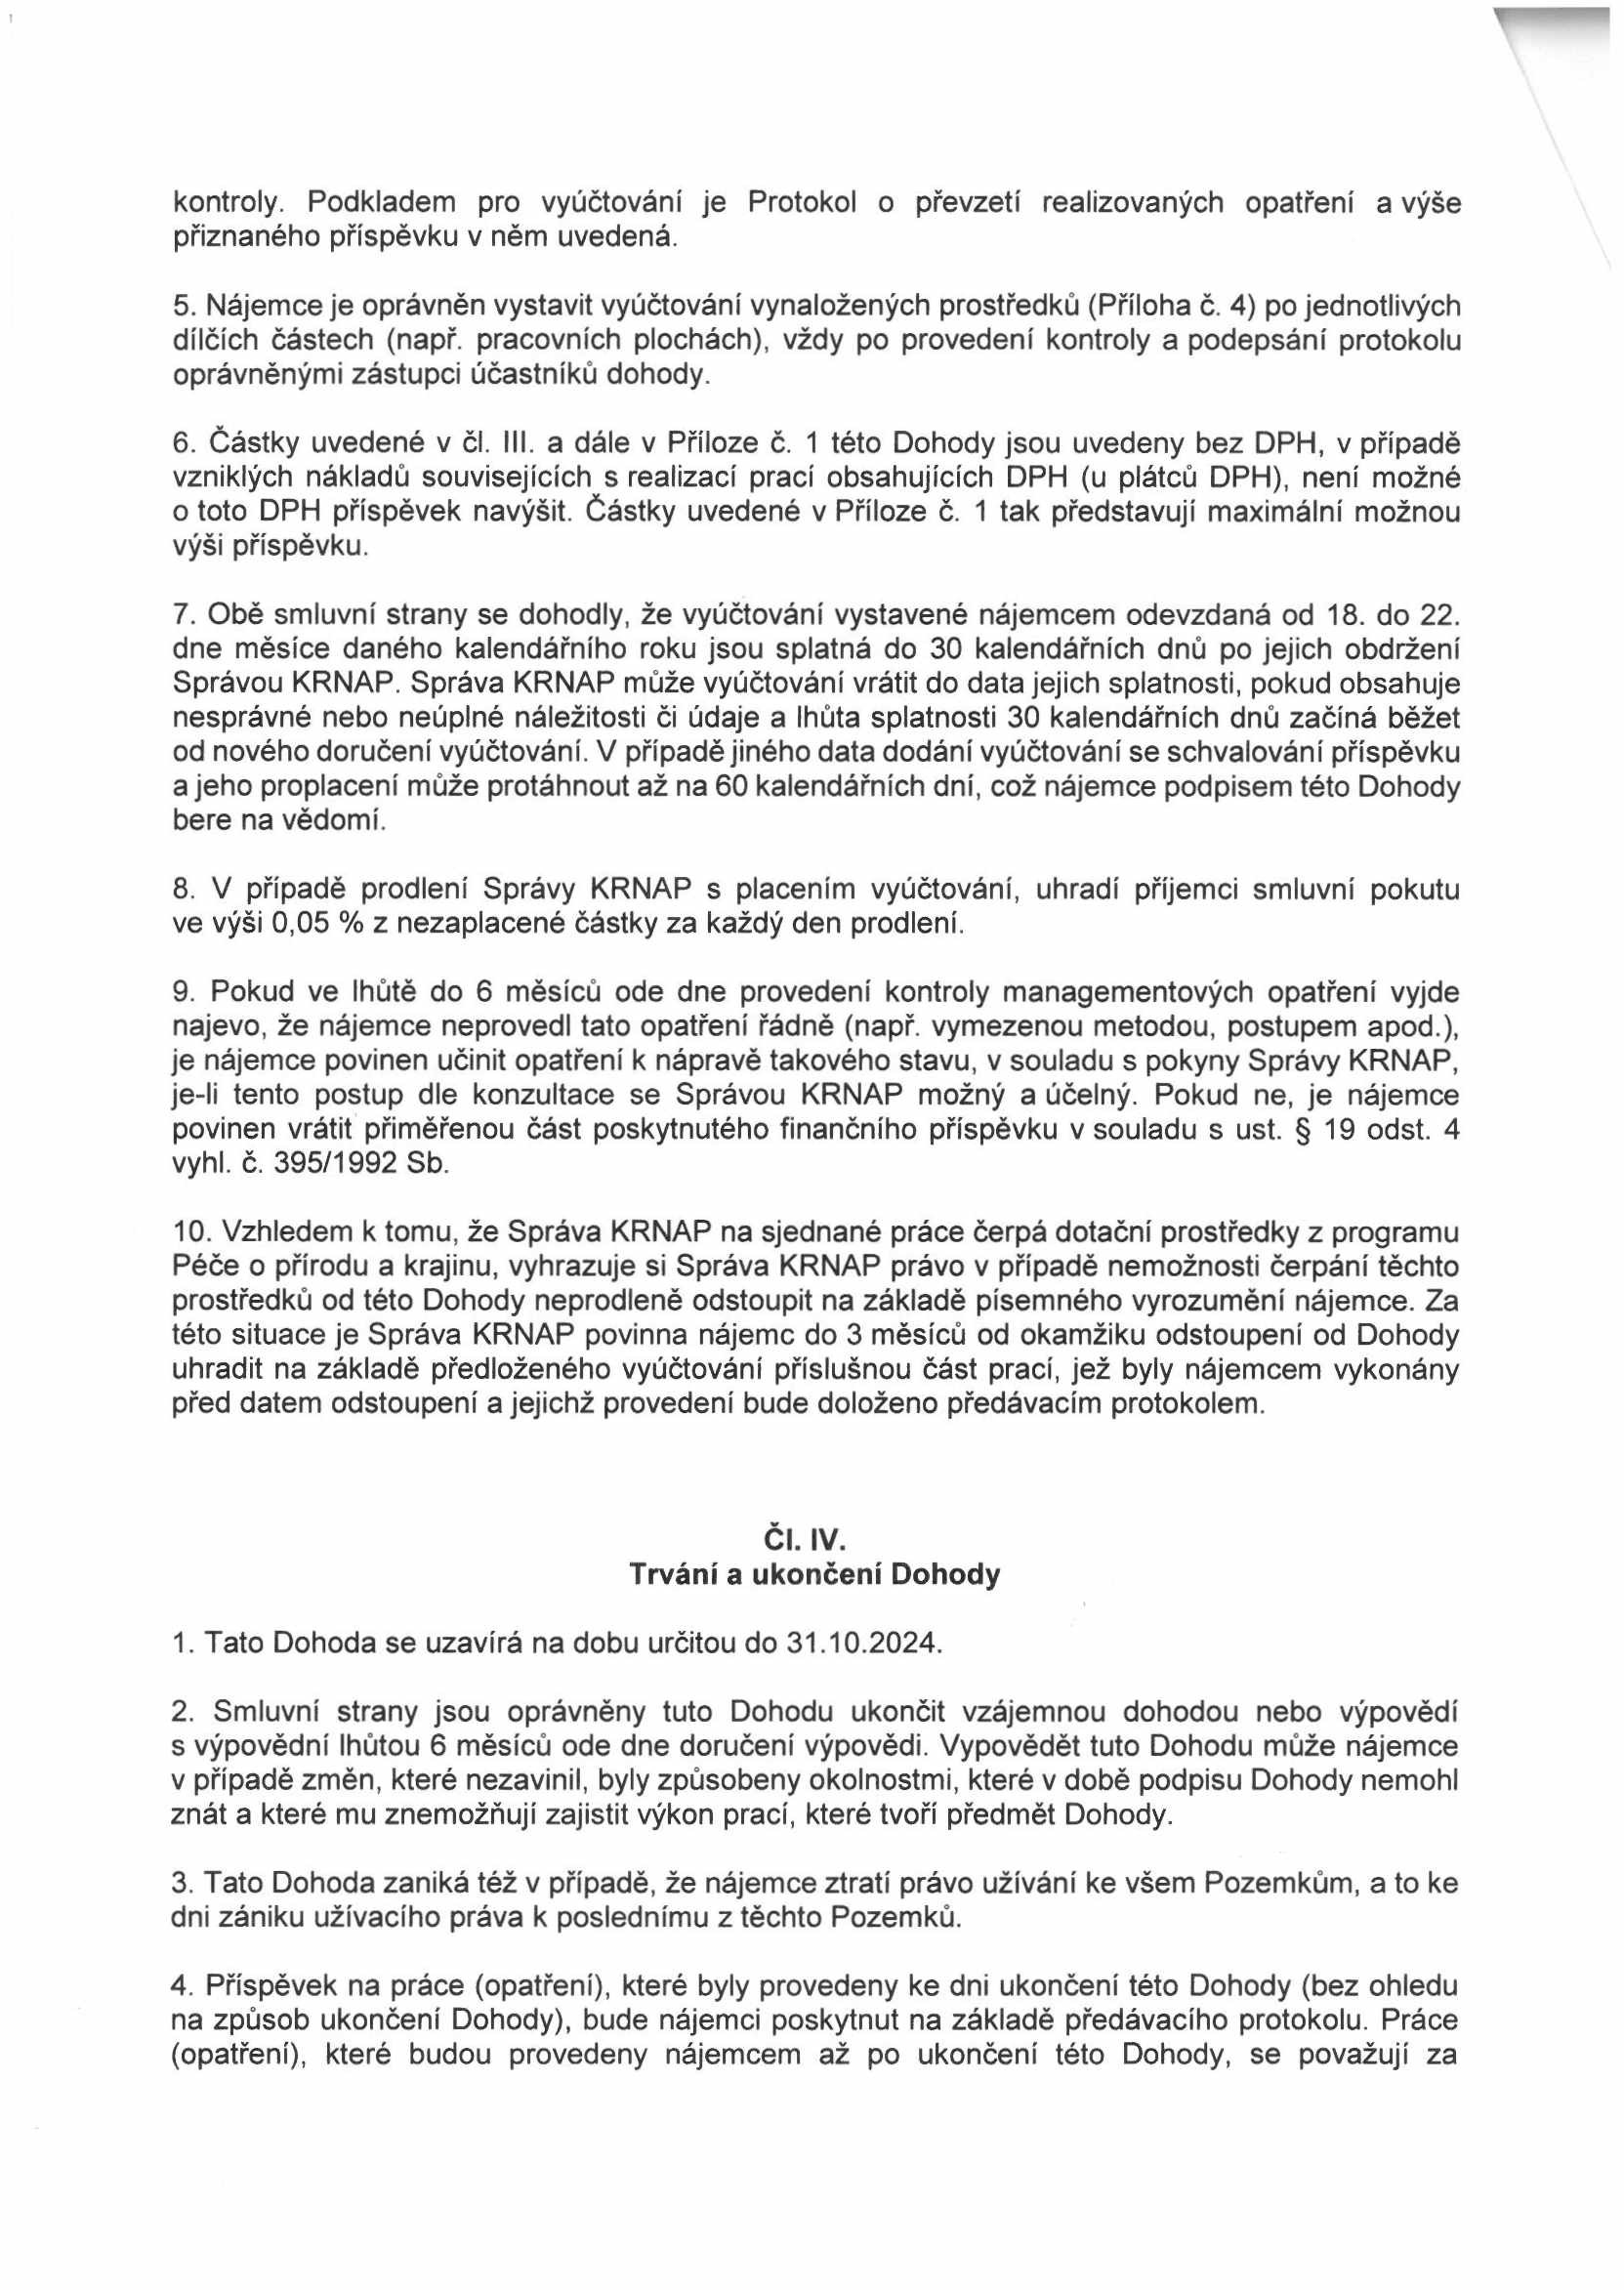 kontroly. Podkladem pro vyúčtování je Protokol o převzetí realizovaných opatření a výše
přiznaného příspěvku v něm uvedená.
5. Nájemce je oprávněn vystavit vyúčtování vynaložených prostředků (Příloha č. 4) po jednotlivých
dílčích částech (např. pracovních plochách), vždy po provedení kontroly a podepsání protokolu
oprávněnými zástupci účastníků dohody.
6. Částky uvedené v čl. III. a dále v Příloze č. 1 této Dohody jsou uvedeny bez DPH, v případě
vzniklých nákladů souvisejících s realizací prací obsahujících DPH (u plátců DPH), není možné
o toto DPH příspěvek navýšit. Částky uvedené v Příloze č. 1 tak představují maximální možnou
výši příspěvku.
7. Obě smluvní strany se dohodly, že vyúčtování vystavené nájemcem odevzdaná od 18. do 22.
dne měsíce daného kalendářního roku jsou splatná do 30 kalendářních dnů po jejich obdržení
Správou KRNAP. Správa KRNAP může vyúčtování vrátit do data jejich splatnosti, pokud obsahuje
nesprávné nebo neúplné náležitosti či údaje a lhůta splatnosti 30 kalendářních dnů začíná běžet
od nového doručení vyúčtování. V případě jiného data dodání vyúčtování se schvalování příspěvku
a jeho proplacení může protáhnout až na 60 kalendářních dní, což nájemce podpisem této Dohody
bere na vědomí.
8. V případě prodlení Správy KRNAP s placením vyúčtování, uhradí příjemci smluvní pokutu
ve výši 0,05 % z nezaplacené částky za každý den prodlení.
9. Pokud ve lhůtě do 6 měsíců ode dne provedení kontroly managementových opatření vyjde
najevo, že nájemce neprovedl tato opatření řádně (např. vymezenou metodou, postupem apod.),
je nájemce povinen učinit opatření k nápravě takového stavu, v souladu s pokyny Správy KRNAP,
je-li tento postup dle konzultace se Správou KRNAP možný a účelný. Pokud ne, je nájemce
povinen vrátit přiměřenou část poskytnutého finančního příspěvku v souladu s ust. § 19 odst. 4
vyhl. č. 395/1992 Sb.
10. Vzhledem k tomu, že Správa KRNAP na sjednané práce čerpá dotační prostředky z programu
Péče o přírodu a krajinu, vyhrazuje si Správa KRNAP právo v případě nemožnosti čerpání těchto
prostředků od této Dohody neprodleně odstoupit na základě písemného vyrozumění nájemce. Za
této situace je Správa KRNAP povinna nájemc do 3 měsíců od okamžiku odstoupení od Dohody
uhradit na základě předloženého vyúčtování příslušnou část prací, jež byly nájemcem vykonány
před datem odstoupení a jejichž provedení bude doloženo předávacím protokolem.
Čl. IV.
Trvání a ukončení Dohody
1. Tato Dohoda se uzavírá na dobu určitou do 31.10.2024.
2. Smluvní strany jsou oprávněny tuto Dohodu ukončit vzájemnou dohodou nebo výpovědí
s výpovědní lhůtou 6 měsíců ode dne doručení výpovědi. Vypovědět tuto Dohodu může nájemce
v případě změn, které nezavinil, byly způsobeny okolnostmi, které v době podpisu Dohody nemohl
znát a které mu znemožňují zajistit výkon prací, které tvoří předmět Dohody.
3. Tato Dohoda zaniká též v případě, že nájemce ztratí právo užívání ke všem Pozemkům, a to ke
dni zániku užívacího práva k poslednímu z těchto Pozemků.
4. Příspěvek na práce (opatření), které byly provedeny ke dni ukončení této Dohody (bez ohledu
na způsob ukončení Dohody), bude nájemci poskytnut na základě předávacího protokolu. Práce
(opatření), které budou provedeny nájemcem až po ukončení této Dohody, se považují za